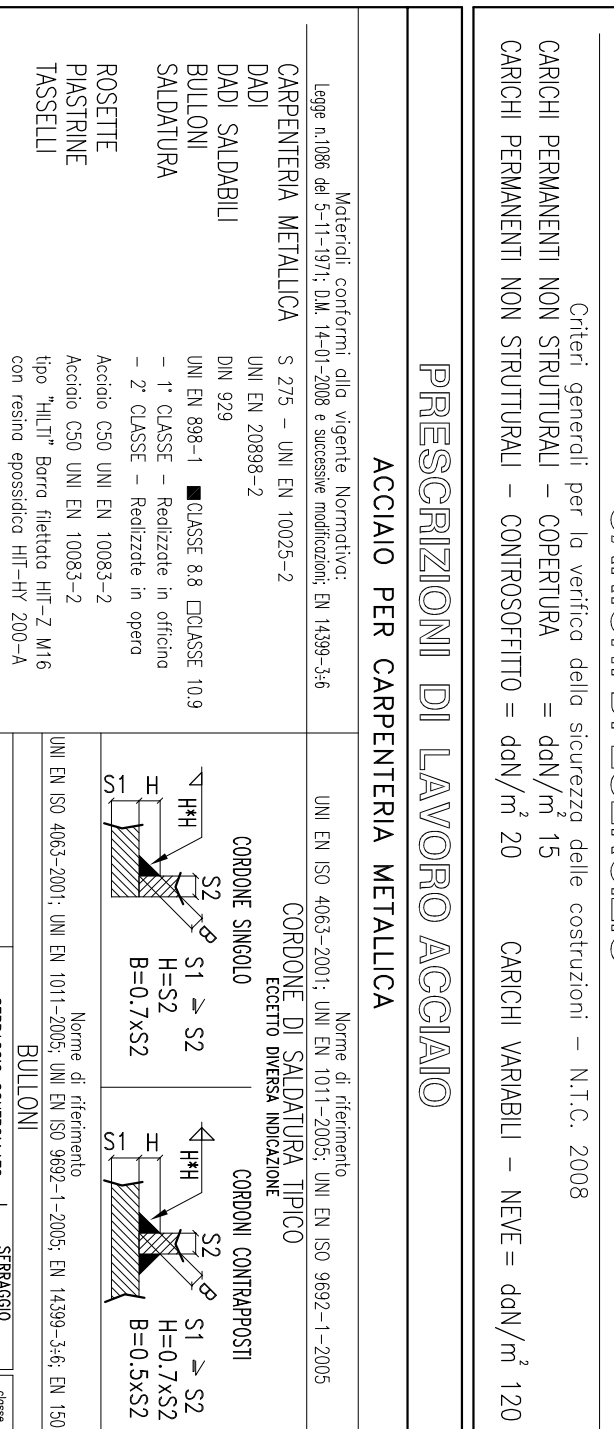 Criteri generali per la verifica della sicurezza delle costruzioni – N.T.C. 2008
CARICHI PERMANENTI NON STRUTTURALI – COPERTURA = daN/m² 15
CARICHI PERMANENTI NON STRUTTURALI – CONTROSOFFITTO = daN/m² 20
CARICHI VARIABILI – NEVE = daN/m² 120
PRESCRIZIONI DI LAVORO ACCIAIO
ACCIAIO PER CARPENTERIA METALLICA
Materiali conformi alla vigente Normativa:
Legge n.1086 del 5-11-1971; D.M. 14-01-2008 e successive modificazioni; EN 14399-3÷6
CARPENTERIA METALLICA S 275 – UNI EN 10025-2
DADI UNI EN 20898-2
DADI SALDABILI DIN 929
BULLONI UNI EN 898-1 ■CLASSE 8.8 □CLASSE 10.9
SALDATURA – 1° CLASSE – Realizzate in officina
– 2° CLASSE – Realizzate in opera
ROSETTE Acciaio C50 UNI EN 10083-2
PIASTRINE Acciaio C50 UNI EN 10083-2
TASSELLI tipo "HILTI" Barra filettata HIT-Z M16
con resina epossidica HIT-HY 200-A
Norme di riferimento
UNI EN ISO 4063-2001; UNI EN 1011-2005; UNI EN ISO 9692-1-2005
CORDONE DI SALDATURA TIPICO
ECCETTO DIVERSA INDICAZIONE
CORDONE SINGOLO
S1 H H*H S2 B
S1 > S2
H=S2
B=0.7xS2
CORDONI CONTRAPPOSTI
S1 H H*H S2 B
S1 > S2
H=0.7xS2
B=0.5xS2
Norme di riferimento
UNI EN ISO 4063-2001; UNI EN 1011-2005; UNI EN ISO 9692-1-2005; EN 14399-3÷6; EN 150
BULLONI
SERRAGGIO
classe